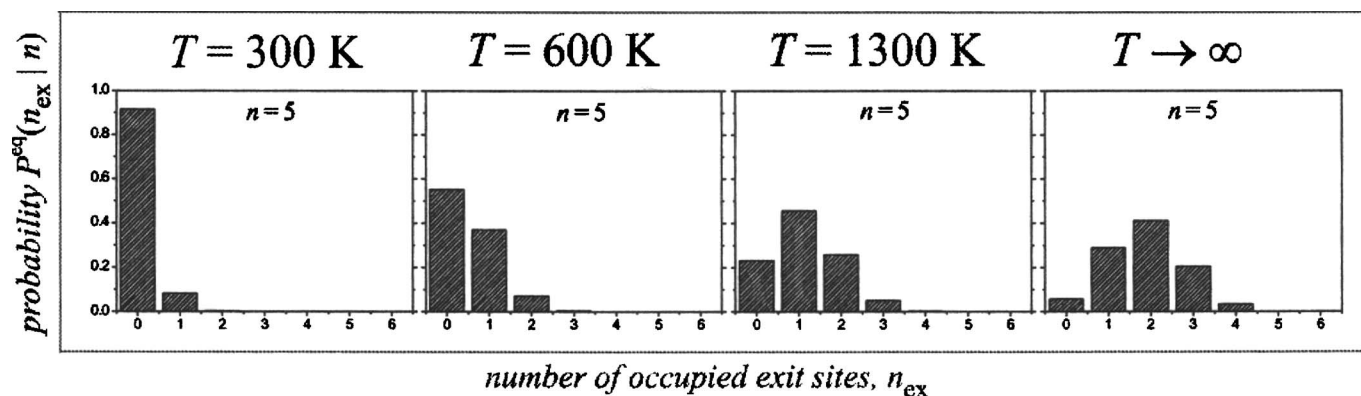 T = 300 K T = 600 K T = 1300 K T → ∞
probability P^eq(n_ex | n)
n = 5 n = 5 n = 5 n = 5
1.0
0.8
0.6
0.4
0.2
0.0
0 1 2 3 4 5 6 0 1 2 3 4 5 6 0 1 2 3 4 5 6 0 1 2 3 4 5 6
number of occupied exit sites, n_ex